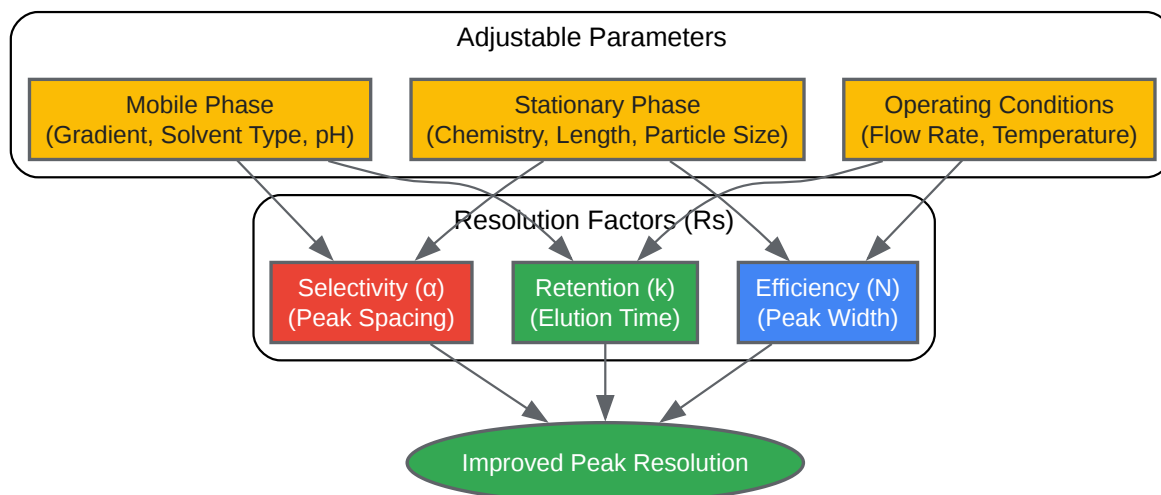 Adjustable Parameters
Mobile Phase
(Gradient, Solvent Type, pH)
Stationary Phase
(Chemistry, Length, Particle Size)
Operating Conditions
(Flow Rate, Temperature)
Resolution Factors (Rs)
Selectivity (α)
(Peak Spacing)
Retention (k)
(Elution Time)
Efficiency (N)
(Peak Width)
Improved Peak Resolution